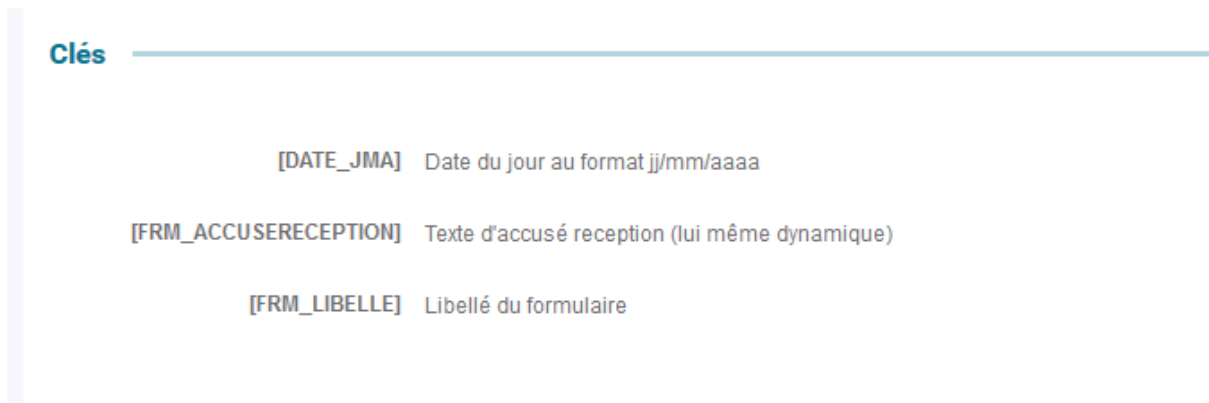 Clés
[DATE_JMA] Date du jour au format jj/mm/aaaa
[FRM_ACCUSERECEPTION] Texte d'accusé reception (lui même dynamique)
[FRM_LIBELLE] Libellé du formulaire